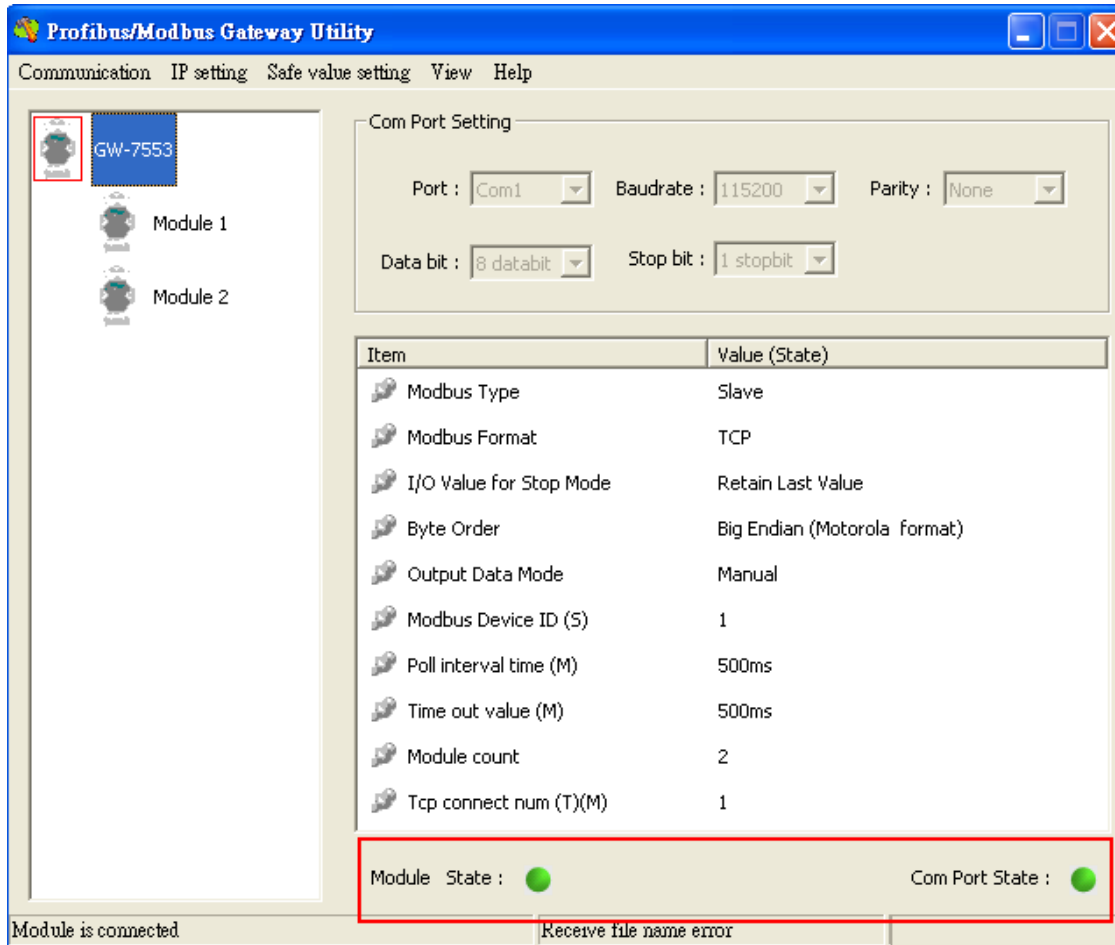 Profibus/Modbus Gateway Utility
Communication IP setting Safe value setting View Help
GW-7553
Module 1
Module 2
Com Port Setting
Port : Com1 Baudrate : 115200 Parity : None
Data bit : 8 databit Stop bit : 1 stopbit
Item Value (State)
Modbus Type Slave
Modbus Format TCP
I/O Value for Stop Mode Retain Last Value
Byte Order Big Endian (Motorola format)
Output Data Mode Manual
Modbus Device ID (S) 1
Poll interval time (M) 500ms
Time out value (M) 500ms
Module count 2
Tcp connect num (T)(M) 1
Module State : Com Port State :
Module is connected Receive file name error